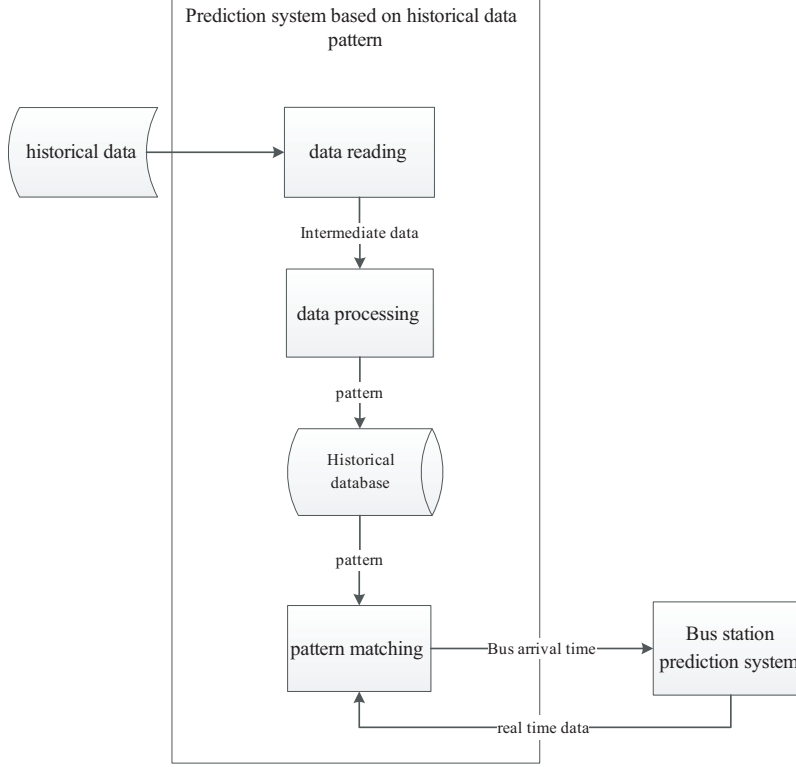 Prediction system based on historical data
pattern
historical data
data reading
Intermediate data
data processing
pattern
Historical
database
pattern
pattern matching
Bus arrival time
Bus station
prediction system
real time data